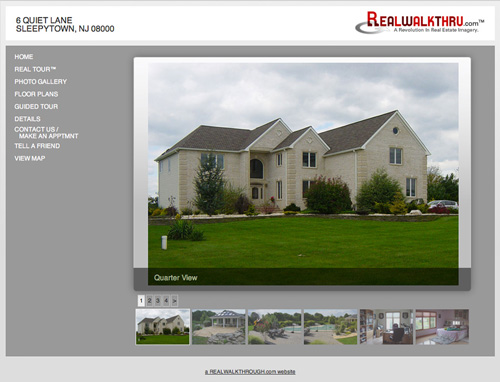 6 QUIET LANE
SLEEPYTOWN, NJ 08000
REALWALKTHRU.com™
A Revolution in Real Estate Imagery.
HOME
REAL TOUR™
PHOTO GALLERY
FLOOR PLANS
GUIDED TOUR
DETAILS
CONTACT US /
MAKE AN APPTMNT
TELL A FRIEND
VIEW MAP
Quarter View
1 2 3 4 >
a REALWALKTHROUGH.com website